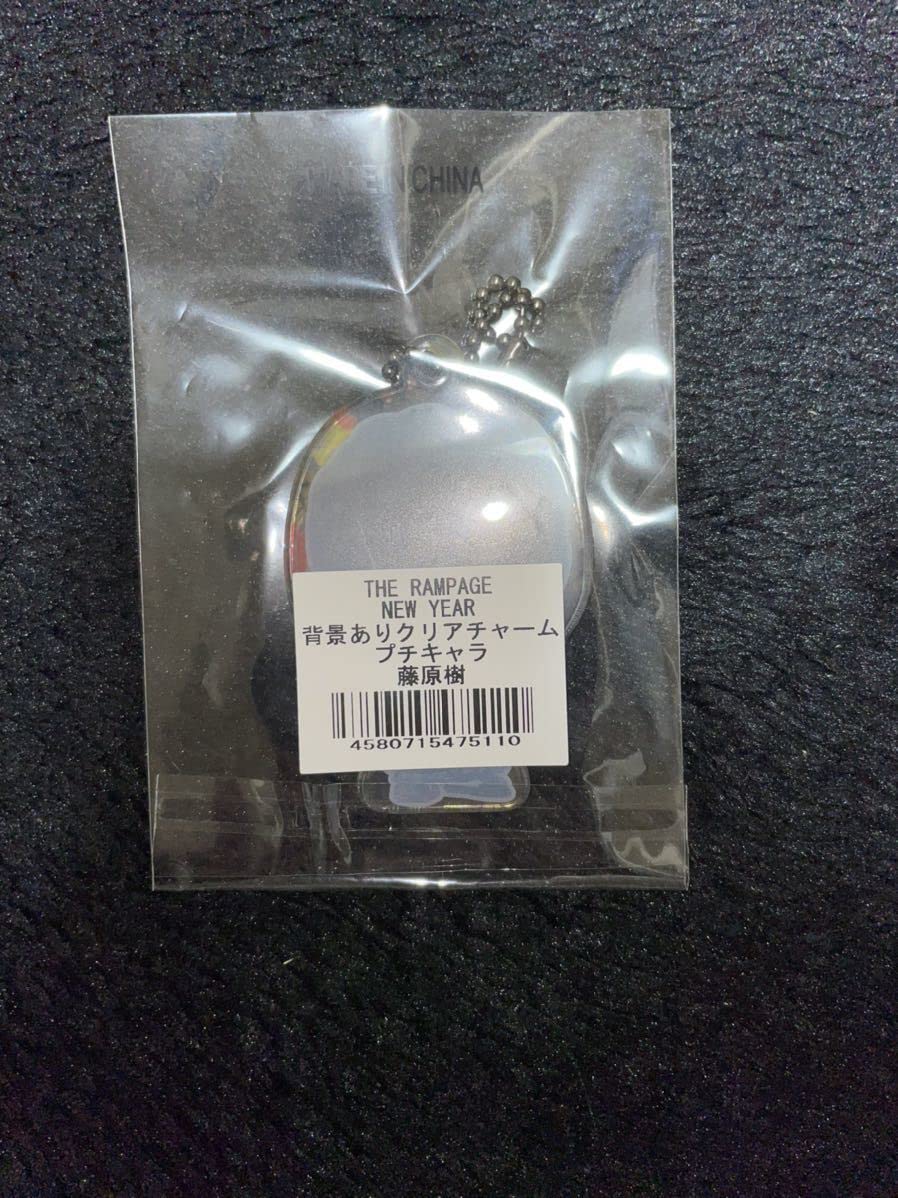 MADE IN CHINA
THE RAMPAGE
NEW YEAR
背景ありクリアチャーム
プチキャラ
藤原樹
4580715475110